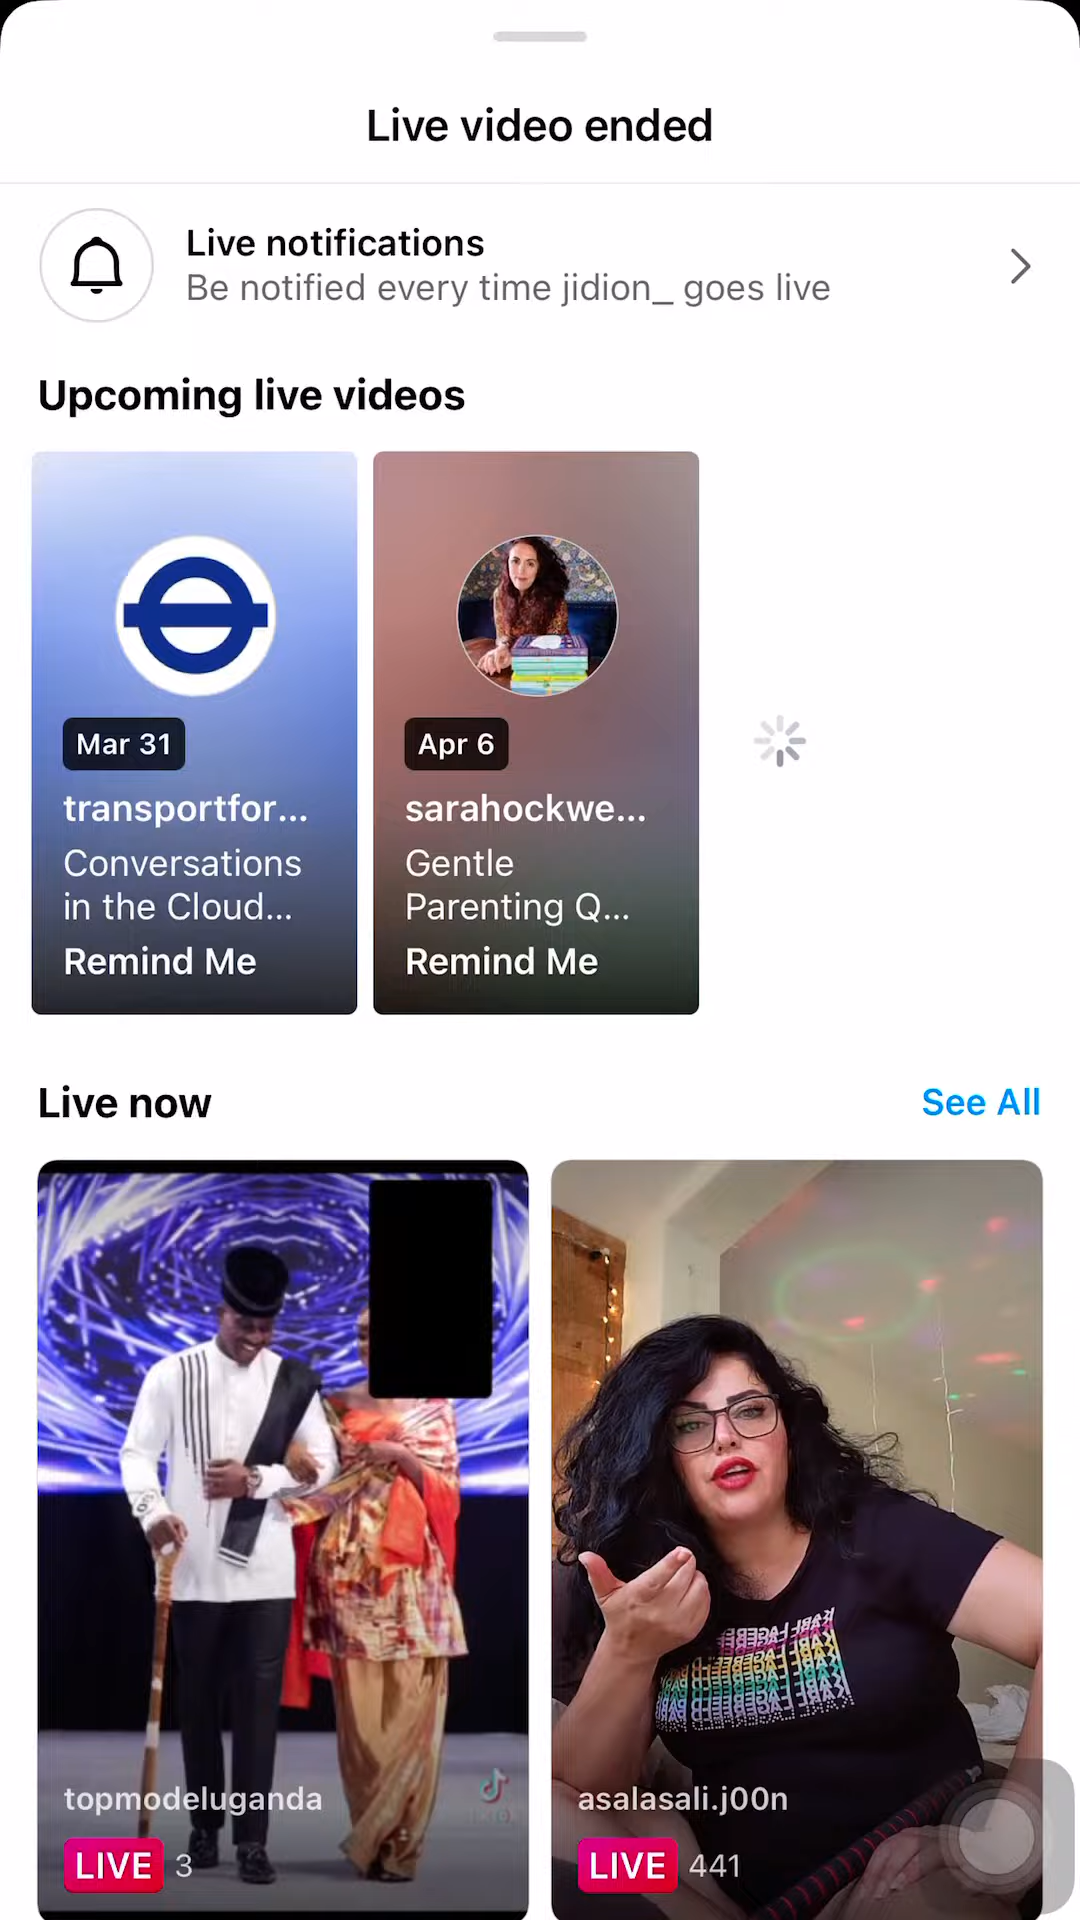 Live video ended
Live notifications
Be notified every time jidion_ goes live
Upcoming live videos
Mar 31
transportfor...
Conversations
in the Cloud...
Remind Me
Apr 6
sarahockwe...
Gentle
Parenting Q...
Remind Me
Live now
See All
topmodeluganda
LIVE 3
asalasali.j00n
LIVE 441